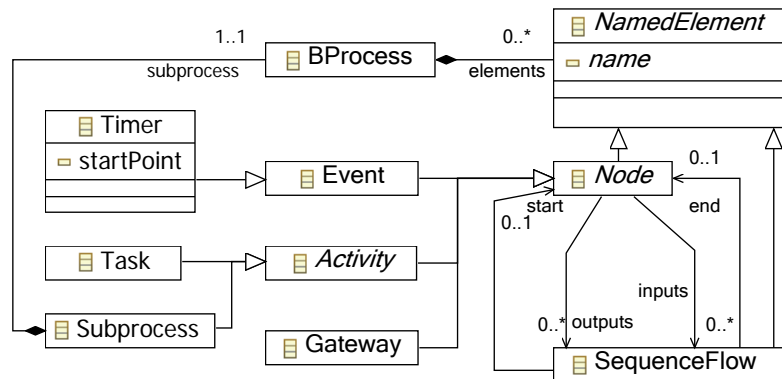 1..1
0..*
NamedElement
BProcess
subprocess
elements
name
Timer
startPoint
Event
Node
0..1
start
0..1
end
Task
Activity
inputs
Subprocess
0..*
outputs
0..*
Gateway
SequenceFlow